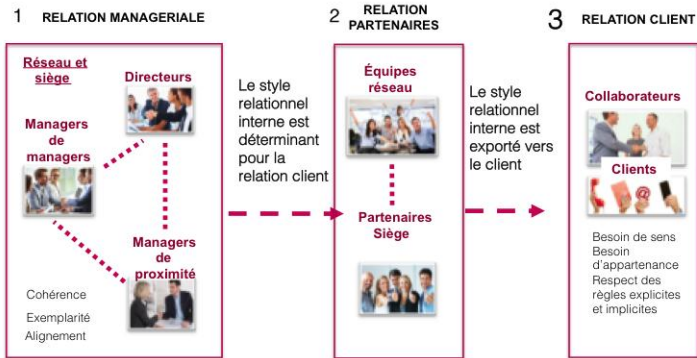 1 RELATION MANAGERIALE
Réseau et
siège
Directeurs
Managers
de
managers
Managers
de
proximité
Cohérence
Exemplarité
Alignement
Le style
relationnel
interne est
déterminant
pour la
relation client
2 RELATION
PARTENAIRES
Équipes
réseau
Partenaires
Siège
Le style
relationnel
interne est
exporté vers
le client
3 RELATION CLIENT
Collaborateurs
Clients
@
Besoin de sens
Besoin
d'appartenance
Respect des
règles explicites
et implicites